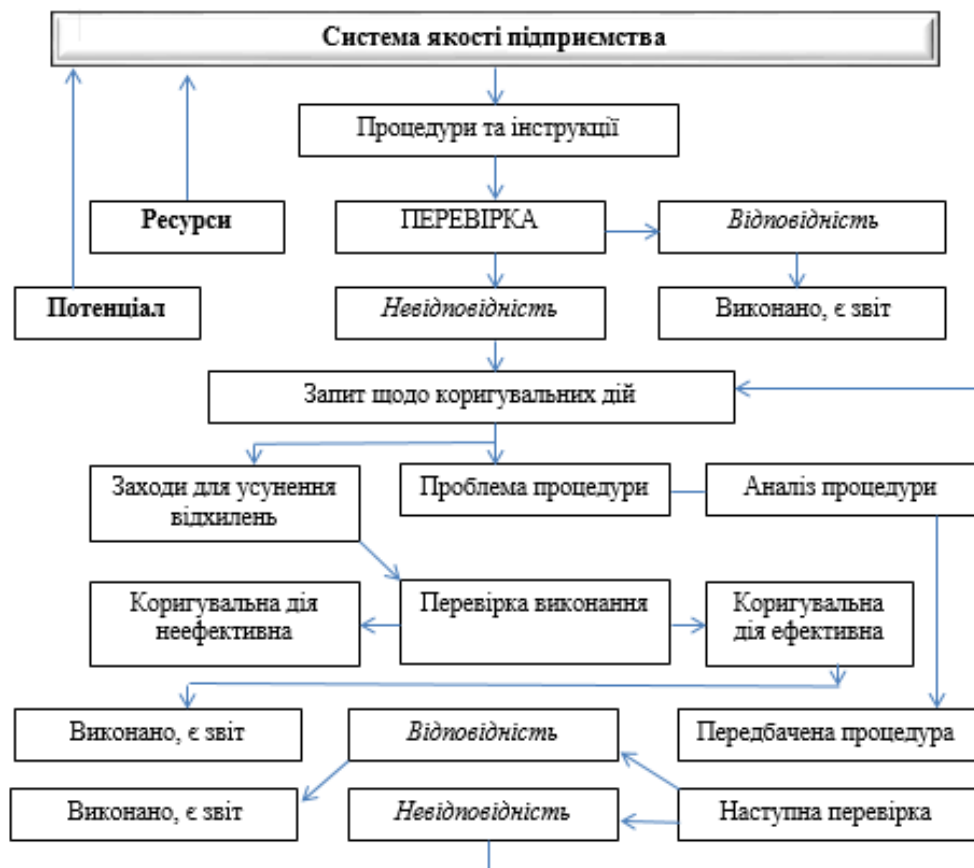 Система якості підприємства
Процедури та інструкції
Ресурси
ПЕРЕВІРКА
Відповідність
Потенціал
Невідповідність
Виконано, є звіт
Запит щодо коригувальних дій
Заходи для усунення
відхилень
Проблема процедури
Аналіз процедури
Коригувальна дія
неефективна
Перевірка виконання
Коригувальна
дія ефективна
Виконано, є звіт
Відповідність
Передбачена процедура
Виконано, є звіт
Невідповідність
Наступна перевірка